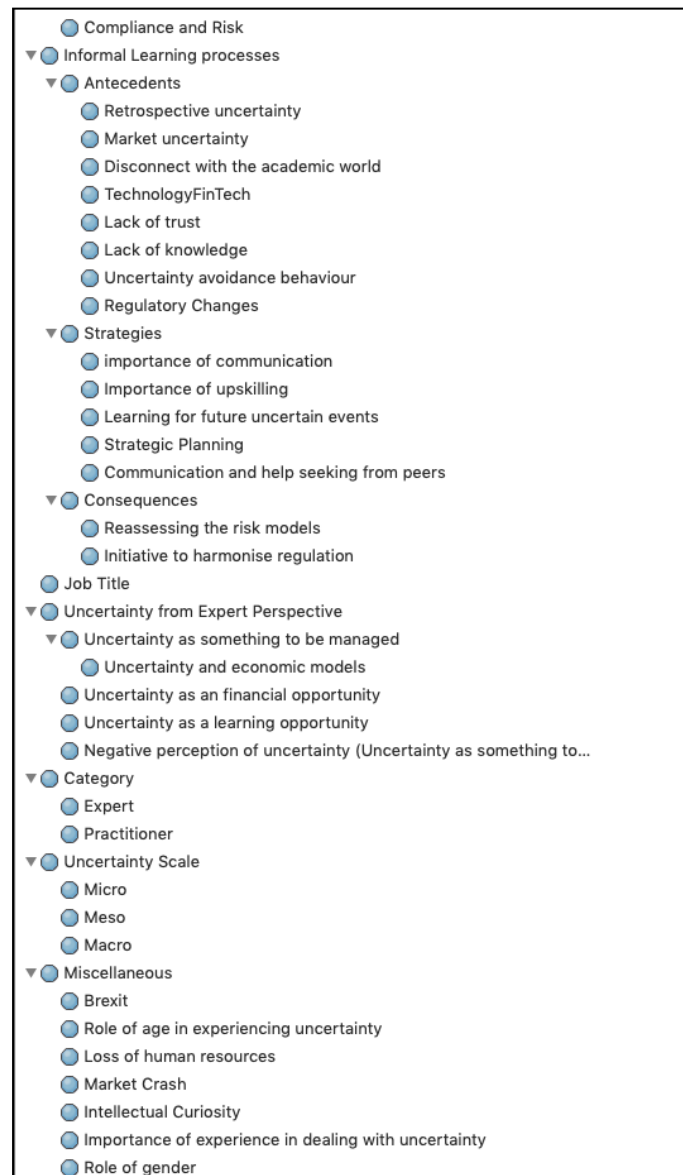 Compliance and Risk
Informal Learning processes
Antecedents
Retrospective uncertainty
Market uncertainty
Disconnect with the academic world
TechnologyFinTech
Lack of trust
Lack of knowledge
Uncertainty avoidance behaviour
Regulatory Changes
Strategies
importance of communication
Importance of upskilling
Learning for future uncertain events
Strategic Planning
Communication and help seeking from peers
Consequences
Reassessing the risk models
Initiative to harmonise regulation
Job Title
Uncertainty from Expert Perspective
Uncertainty as something to be managed
Uncertainty and economic models
Uncertainty as an financial opportunity
Uncertainty as a learning opportunity
Negative perception of uncertainty (Uncertainty as something to...
Category
Expert
Practitioner
Uncertainty Scale
Micro
Meso
Macro
Miscellaneous
Brexit
Role of age in experiencing uncertainty
Loss of human resources
Market Crash
Intellectual Curiosity
Importance of experience in dealing with uncertainty
Role of gender